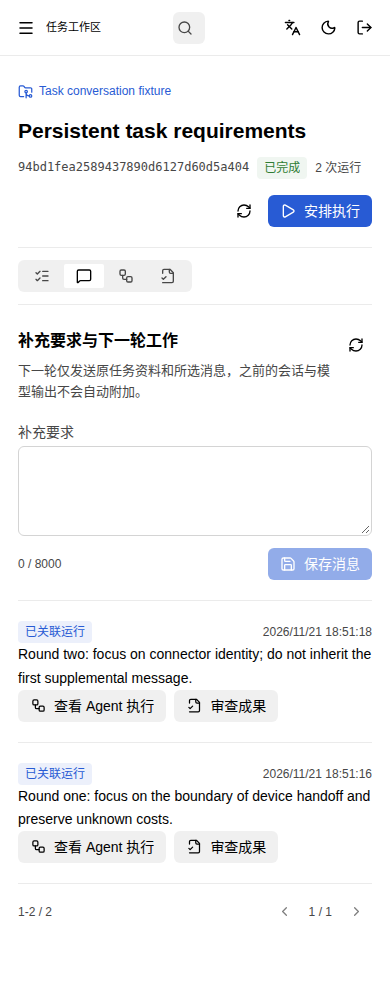 任务工作区
Task conversation fixture
Persistent task requirements
94bd1fea2589437890d6127d60d5a404 已完成 2 次运行
安排执行
补充要求与下一轮工作
下一轮仅发送原任务资料和所选消息，之前的会话与模
型输出不会自动附加。
补充要求
0 / 8000 保存消息
已关联运行 2026/11/21 18:51:18
Round two: focus on connector identity; do not inherit the
first supplemental message.
查看 Agent 执行 审查成果
已关联运行 2026/11/21 18:51:16
Round one: focus on the boundary of device handoff and
preserve unknown costs.
查看 Agent 执行 审查成果
1-2 / 2 1 / 1